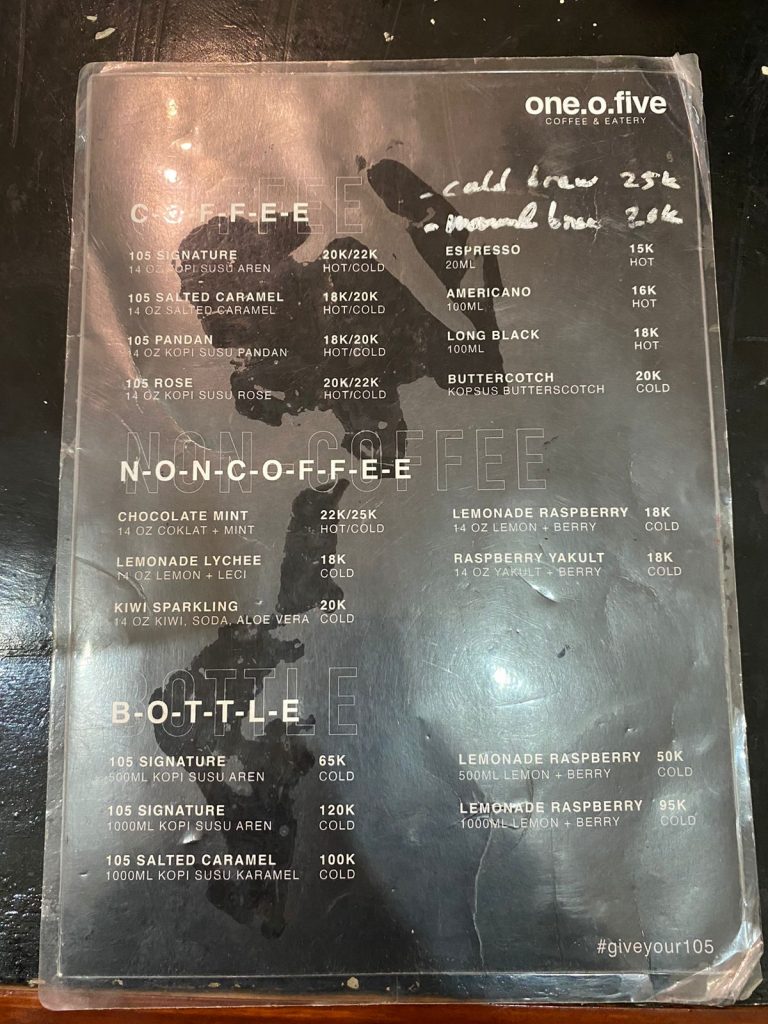 one.o.five
COFFEE & EATERY
- cold brew 25k
- brew 20k
COFFEE
C-O-F-F-E-E
105 SIGNATURE 20K/22K
14 OZ KOPI SUSU AREN HOT/COLD
105 SALTED CARAMEL 18K/20K
14 OZ SALTED CARAMEL HOT/COLD
105 PANDAN 18K/20K
14 OZ KOPI SUSU PANDAN HOT/COLD
105 ROSE 20K/22K
14 OZ KOPI SUSU ROSE HOT/COLD
ESPRESSO 15K
20ML HOT
AMERICANO 16K
100ML HOT
LONG BLACK 18K
100ML HOT
BUTTERCOTCH 20K
KOPSUS BUTTERSCOTCH COLD
NON-COFFEE
N-O-N-C-O-F-F-E-E
CHOCOLATE MINT 22K/25K
14 OZ COKLAT + MINT HOT/COLD
LEMONADE LYCHEE 18K
14 OZ LEMON + LECI COLD
KIWI SPARKLING 20K
14 OZ KIWI, SODA, ALOE VERA COLD
LEMONADE RASPBERRY 18K
14 OZ LEMON + BERRY COLD
RASPBERRY YAKULT 18K
14 OZ YAKULT + BERRY COLD
BOTTLE
B-O-T-T-L-E
105 SIGNATURE 65K
500ML KOPI SUSU AREN COLD
105 SIGNATURE 120K
1000ML KOPI SUSU AREN COLD
105 SALTED CARAMEL 100K
1000ML KOPI SUSU KARAMEL COLD
LEMONADE RASPBERRY 50K
500ML LEMON + BERRY COLD
LEMONADE RASPBERRY 95K
1000ML LEMON + BERRY COLD
#giveyour105